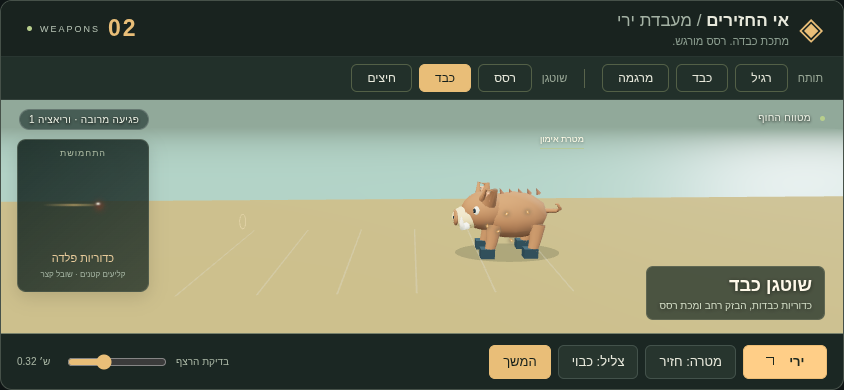 אי החזירים / מעבדת ירי
מתכת כבדה. רסס מורגש.
WEAPONS 02
תותח רגיל כבד מרגמה שוטגן רסס כבד חיצים
מטווח החוף
פגיעה מרובה · וריאציה 1
מטרת אימון
התחמושת
כדוריות פלדה
קליעים קטנים · שובל קצר
שוטגן כבד
כדוריות כבדות, הבזק רחב ומכת רסס
ירי ך מטרה: חזיר צליל: כבוי המשך
בדיקת הרצף 0.32 ש׳